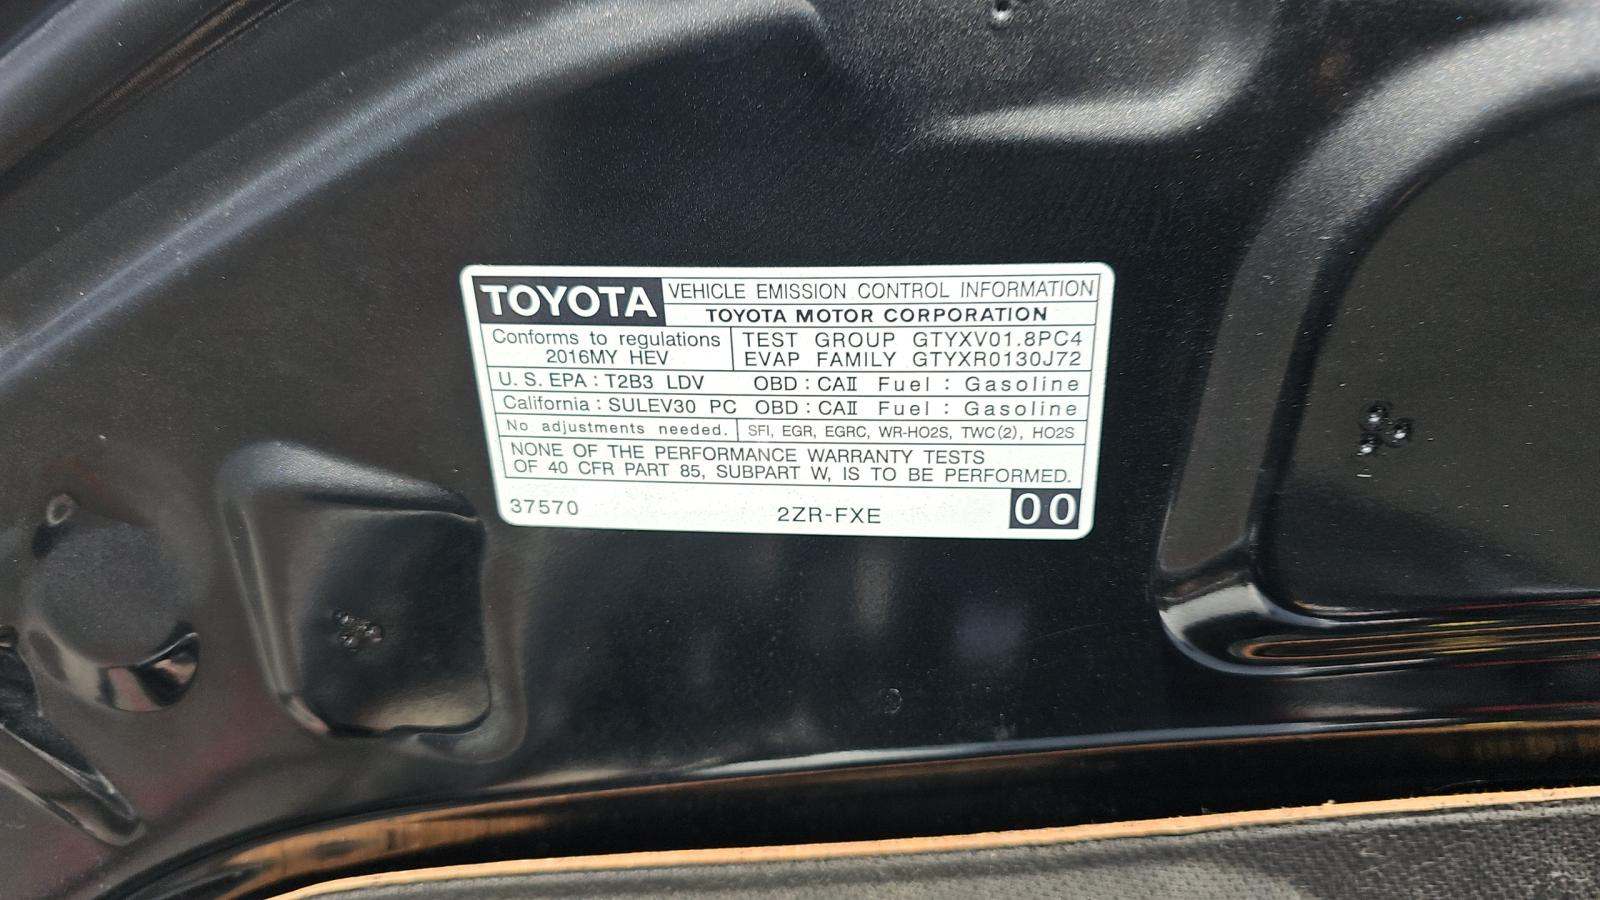 TOYOTA VEHICLE EMISSION CONTROL INFORMATION
TOYOTA MOTOR CORPORATION
Conforms to regulations
2016MY HEV
TEST GROUP GTYXV01.8PC4
EVAP FAMILY GTYXR0130J72
U.S. EPA : T2B3 LDV OBD : CAⅡ Fuel : Gasoline
California : SULEV30 PC OBD : CAⅡ Fuel : Gasoline
No adjustments needed. SFI, EGR, EGRC, WR-HO2S, TWC(2), HO2S
NONE OF THE PERFORMANCE WARRANTY TESTS
OF 40 CFR PART 85, SUBPART W, IS TO BE PERFORMED.
37570 2ZR-FXE 00